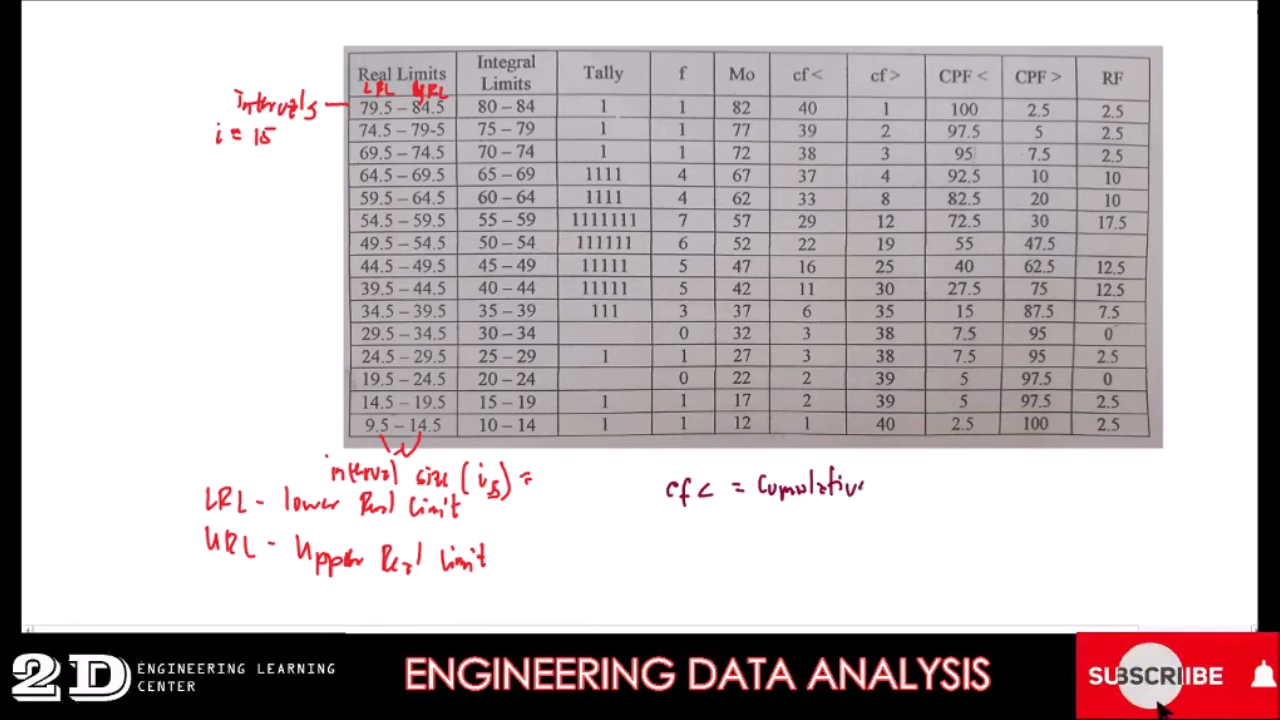 Real Limits Integral Limits Tally f Mo cf < cf > CPF < CPF > RF
LRL URL
intervals
i = 15
79.5 – 84.5 80 – 84 1 1 82 40 1 100 2.5 2.5
74.5 – 79-5 75 – 79 1 1 77 39 2 97.5 5 2.5
69.5 – 74.5 70 – 74 1 1 72 38 3 95 7.5 2.5
64.5 – 69.5 65 – 69 1111 4 67 37 4 92.5 10 10
59.5 – 64.5 60 – 64 1111 4 62 33 8 82.5 20 10
54.5 – 59.5 55 – 59 1111111 7 57 29 12 72.5 30 17.5
49.5 – 54.5 50 – 54 111111 6 52 22 19 55 47.5
44.5 – 49.5 45 – 49 11111 5 47 16 25 40 62.5 12.5
39.5 – 44.5 40 – 44 11111 5 42 11 30 27.5 75 12.5
34.5 – 39.5 35 – 39 111 3 37 6 35 15 87.5 7.5
29.5 – 34.5 30 – 34 0 32 3 38 7.5 95 0
24.5 – 29.5 25 – 29 1 1 27 3 38 7.5 95 2.5
19.5 – 24.5 20 – 24 0 22 2 39 5 97.5 0
14.5 – 19.5 15 – 19 1 1 17 2 39 5 97.5 2.5
9.5 – 14.5 10 – 14 1 1 12 1 40 2.5 100 2.5
interval size (is) =
LRL - lower Real Limit
URL - Upper Real Limit
cf < = Cumulative
2D ENGINEERING LEARNING CENTER
ENGINEERING DATA ANALYSIS
SUBSCRIIBE